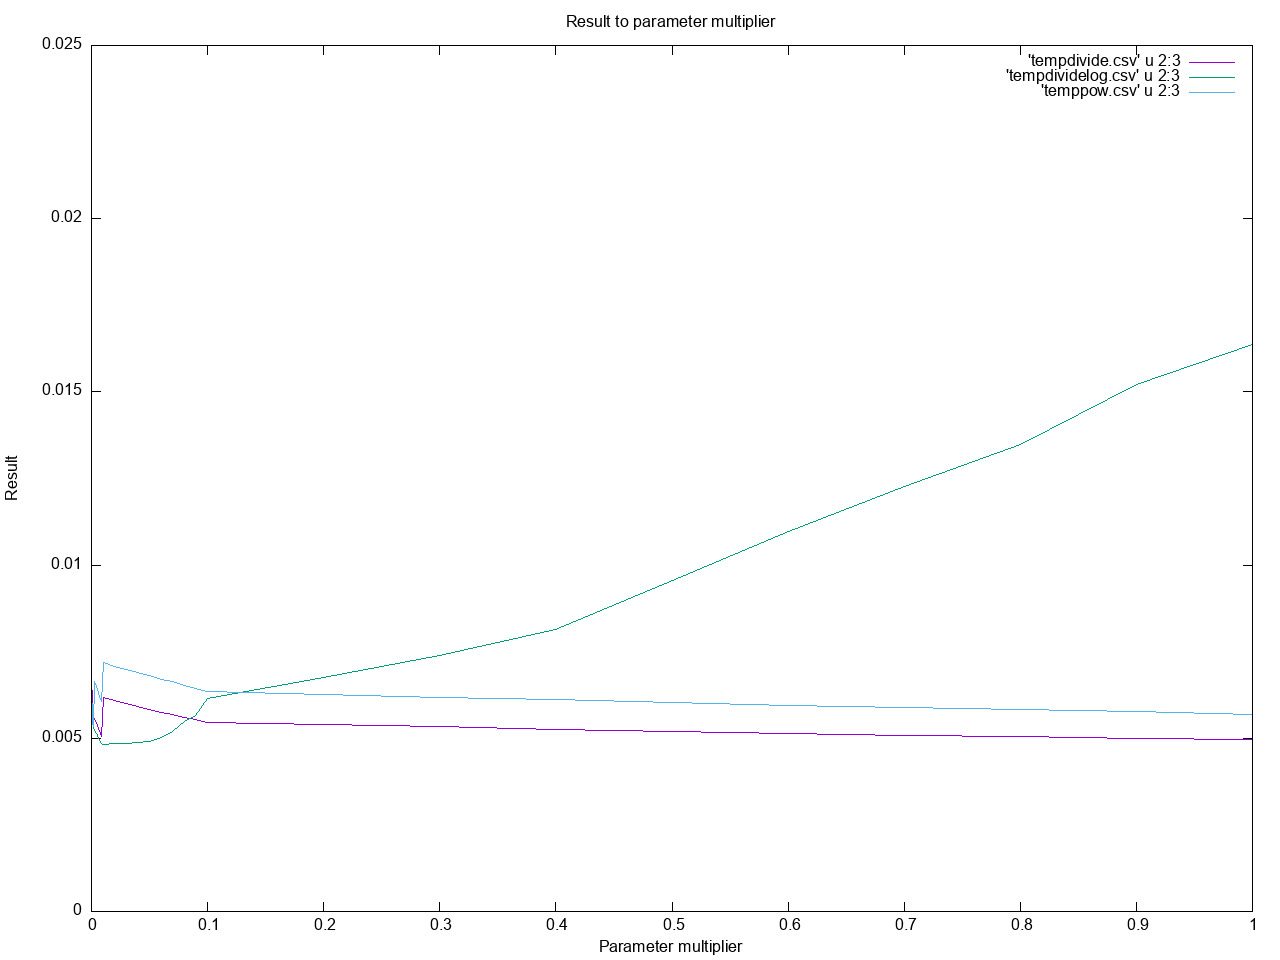 Result to parameter multiplier
0.025
'tempdivide.csv' u 2:3
'tempdividelog.csv' u 2:3
'temppow.csv' u 2:3
0.02
0.015
Result
0.01
0.005
0
0 0.1 0.2 0.3 0.4 0.5 0.6 0.7 0.8 0.9 1
Parameter multiplier